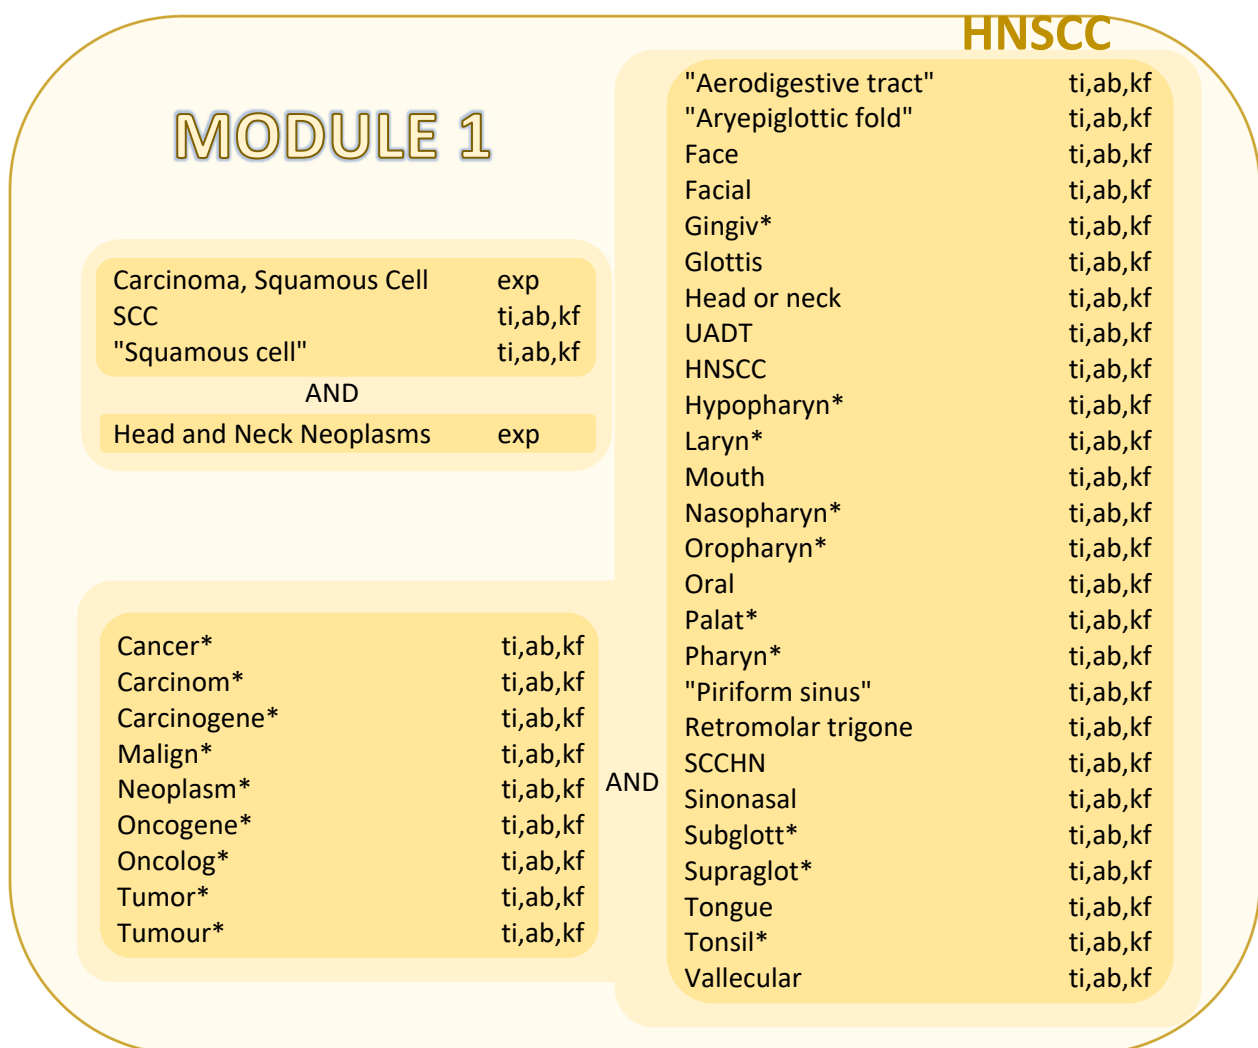 HNSCC
MODULE 1
Carcinoma, Squamous Cell exp
SCC ti,ab,kf
"Squamous cell" ti,ab,kf
AND
Head and Neck Neoplasms exp
Cancer* ti,ab,kf
Carcinom* ti,ab,kf
Carcinogene* ti,ab,kf
Malign* ti,ab,kf
Neoplasm* ti,ab,kf
Oncogene* ti,ab,kf
Oncolog* ti,ab,kf
Tumor* ti,ab,kf
Tumour* ti,ab,kf
AND
"Aerodigestive tract" ti,ab,kf
"Aryepiglottic fold" ti,ab,kf
Face ti,ab,kf
Facial ti,ab,kf
Gingiv* ti,ab,kf
Glottis ti,ab,kf
Head or neck ti,ab,kf
UADT ti,ab,kf
HNSCC ti,ab,kf
Hypopharyn* ti,ab,kf
Laryn* ti,ab,kf
Mouth ti,ab,kf
Nasopharyn* ti,ab,kf
Oropharyn* ti,ab,kf
Oral ti,ab,kf
Palat* ti,ab,kf
Pharyn* ti,ab,kf
"Piriform sinus" ti,ab,kf
Retromolar trigone ti,ab,kf
SCCHN ti,ab,kf
Sinonasal ti,ab,kf
Subglott* ti,ab,kf
Supraglot* ti,ab,kf
Tongue ti,ab,kf
Tonsil* ti,ab,kf
Vallecular ti,ab,kf